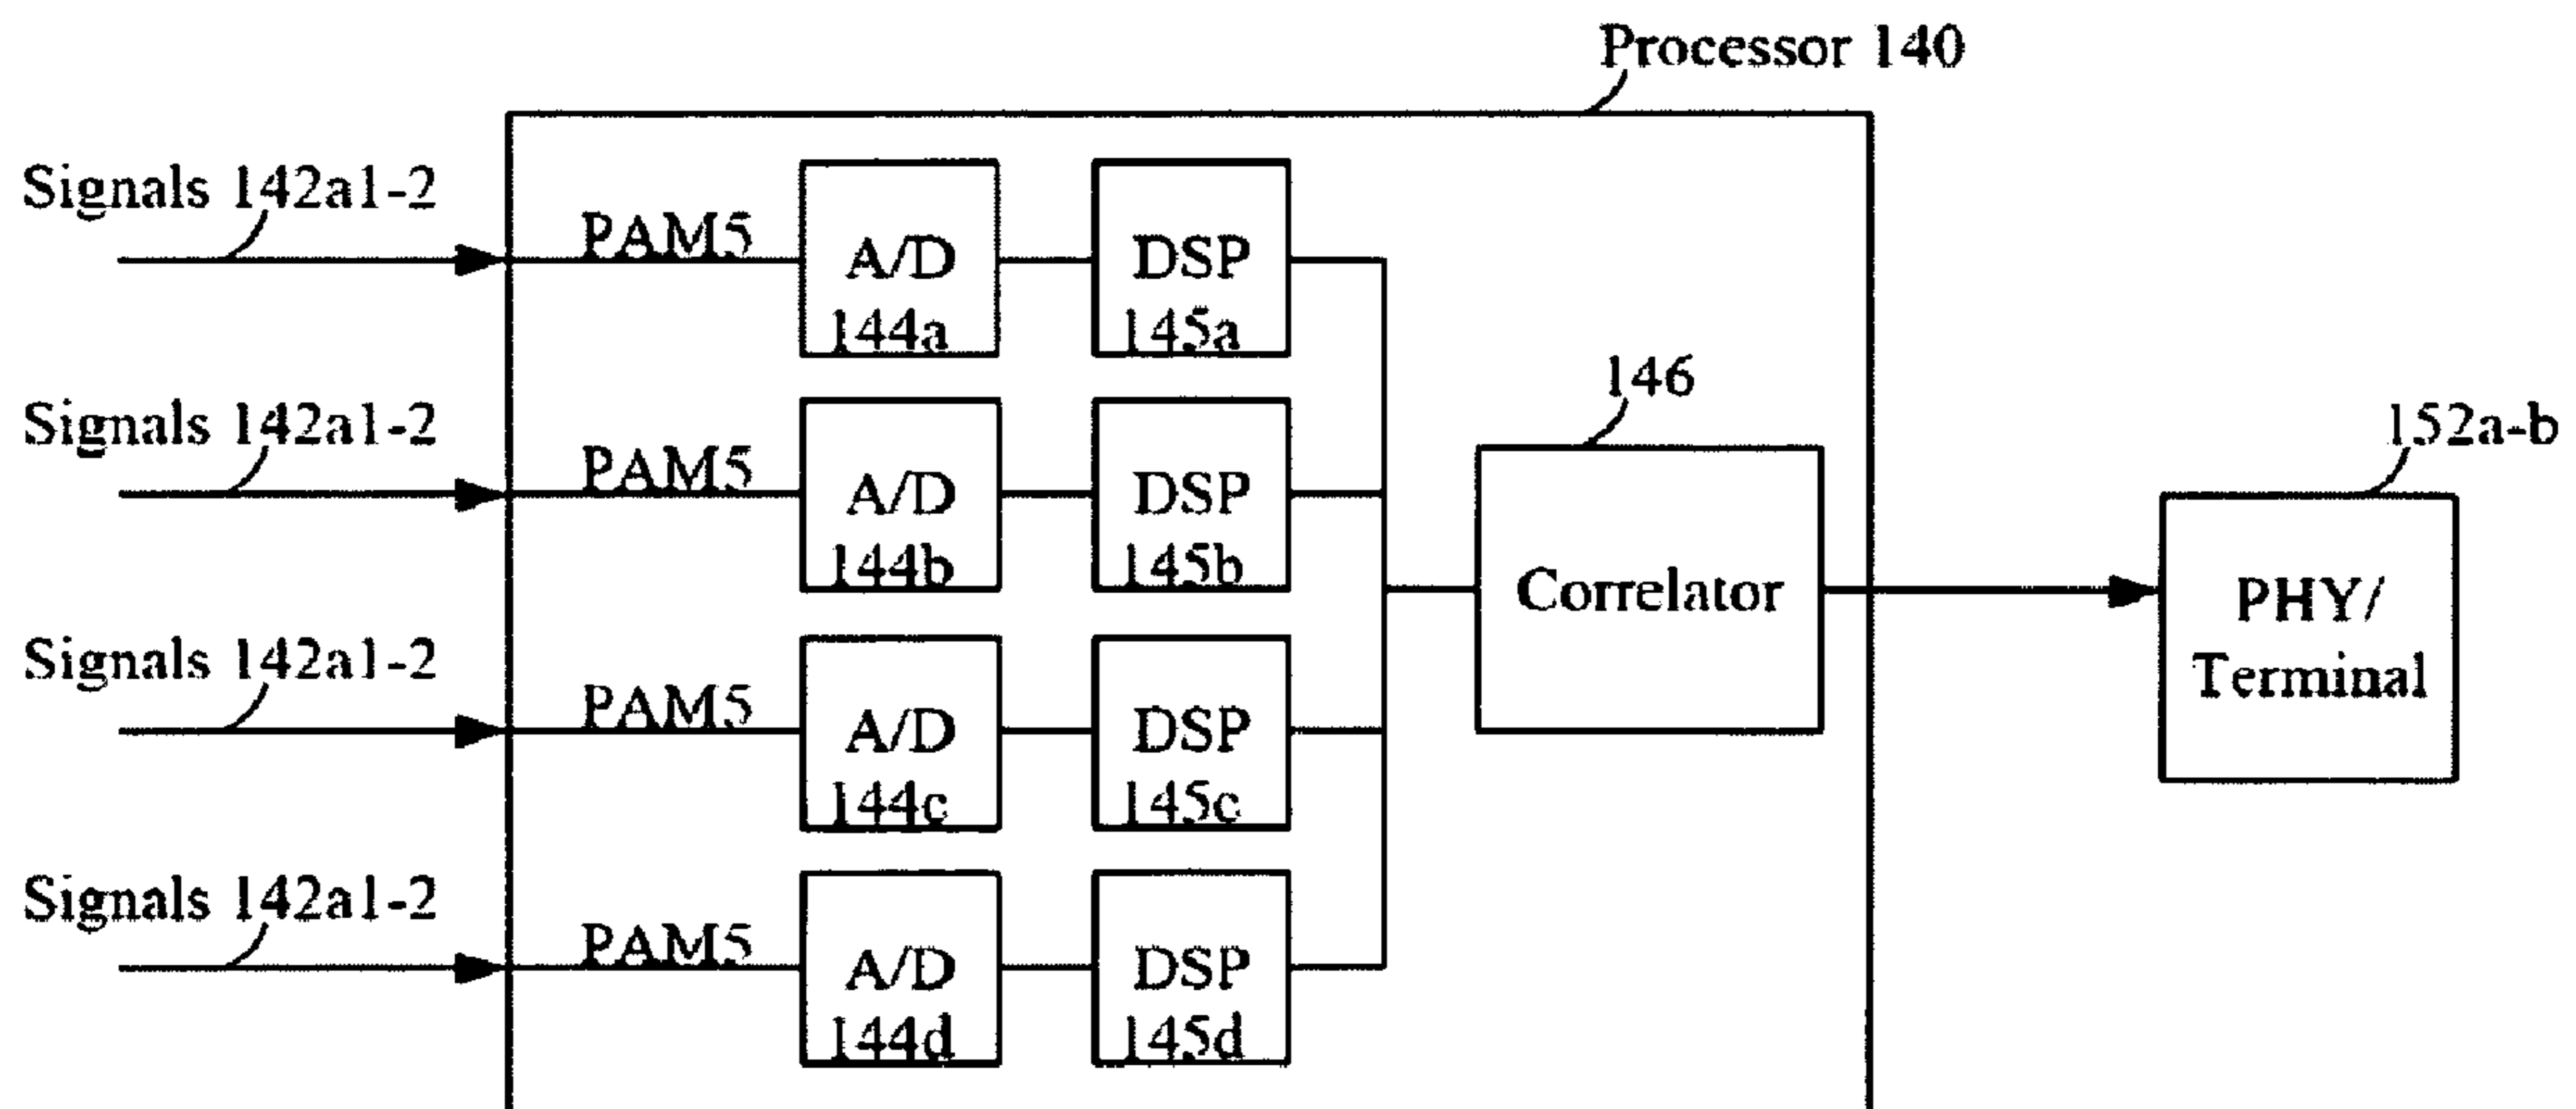 Processor 140
Signals 142a1-2
PAM5
A/D
144a
DSP
145a
Signals 142a1-2
PAM5
A/D
144b
DSP
145b
146
Correlator
152a-b
PHY/
Terminal
Signals 142a1-2
PAM5
A/D
144c
DSP
145c
Signals 142a1-2
PAM5
A/D
144d
DSP
145d